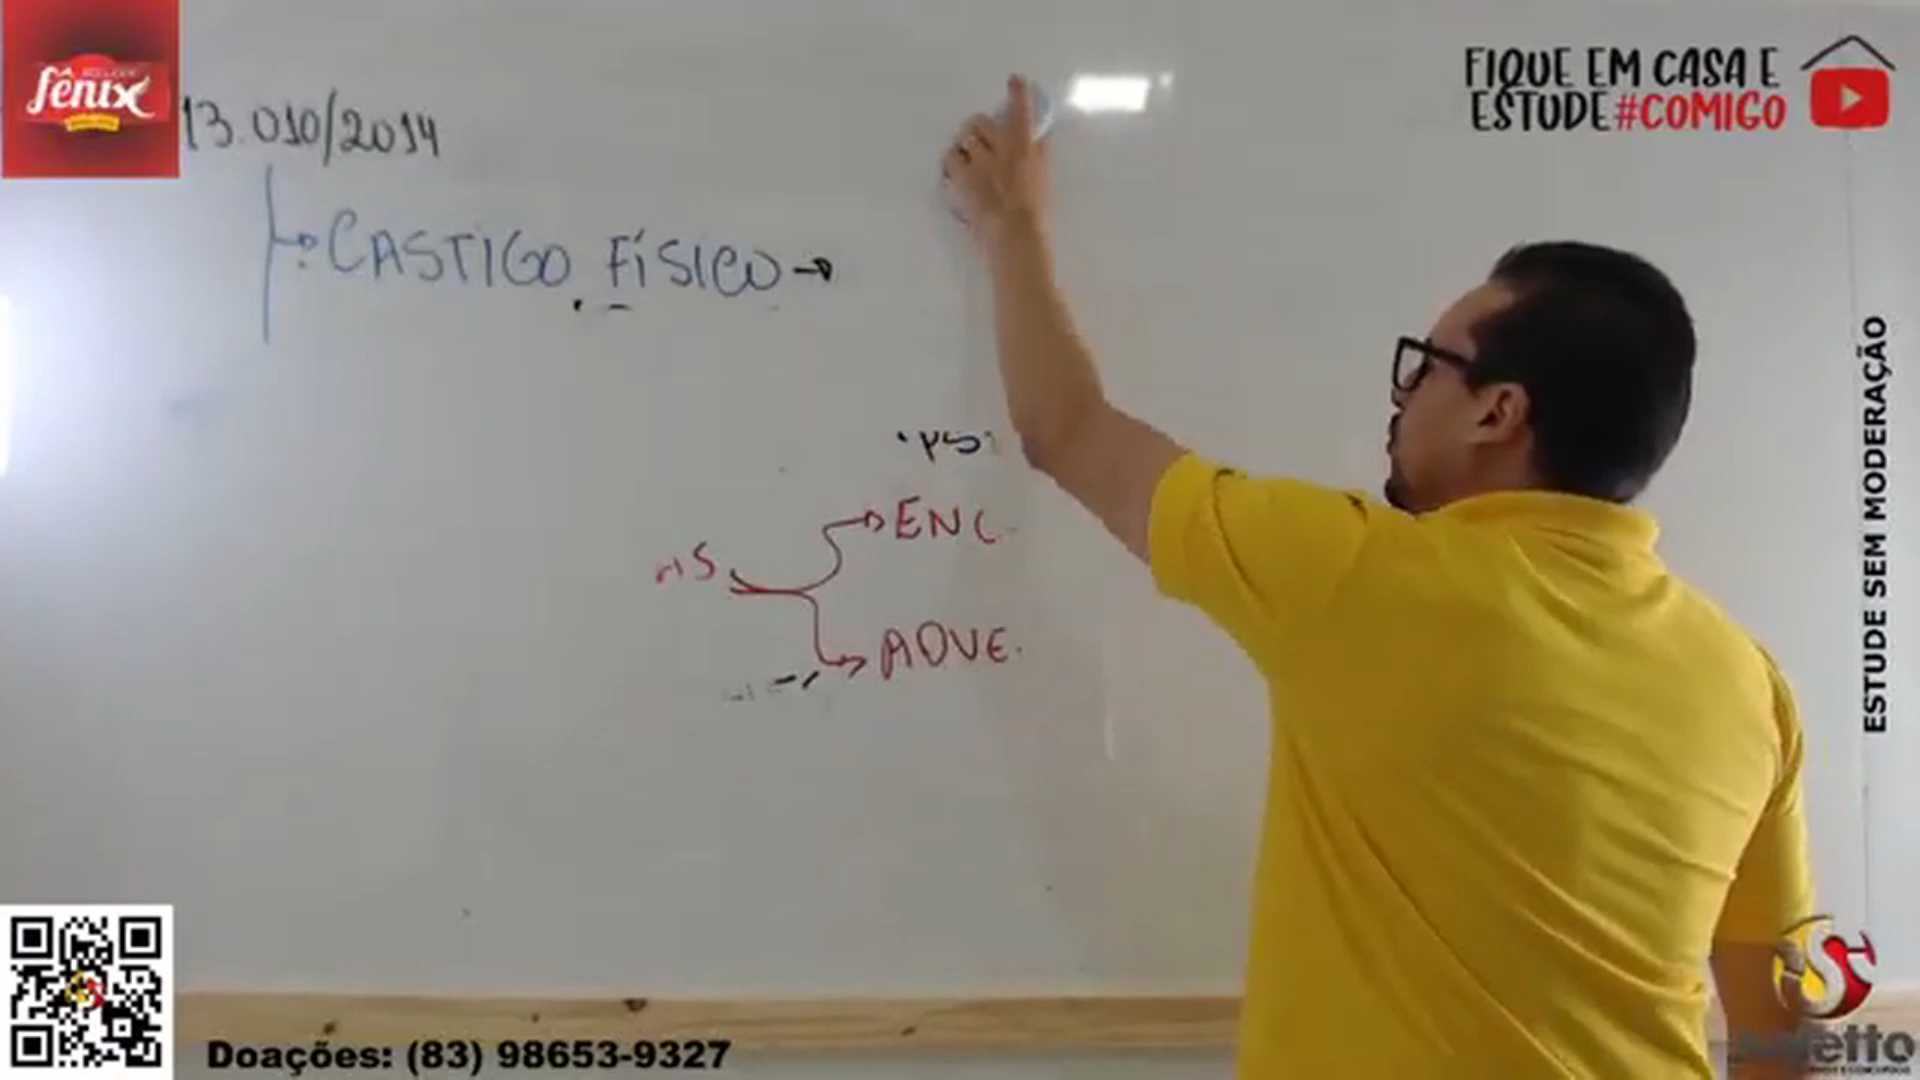 fênix
FIQUE EM CASA E
ESTUDE#COMIGO
13.010/2014
CASTIGO FÍSICO
ENC.
ADVE.
ESTUDE SEM MODERAÇÃO
Doações: (83) 98653-9327